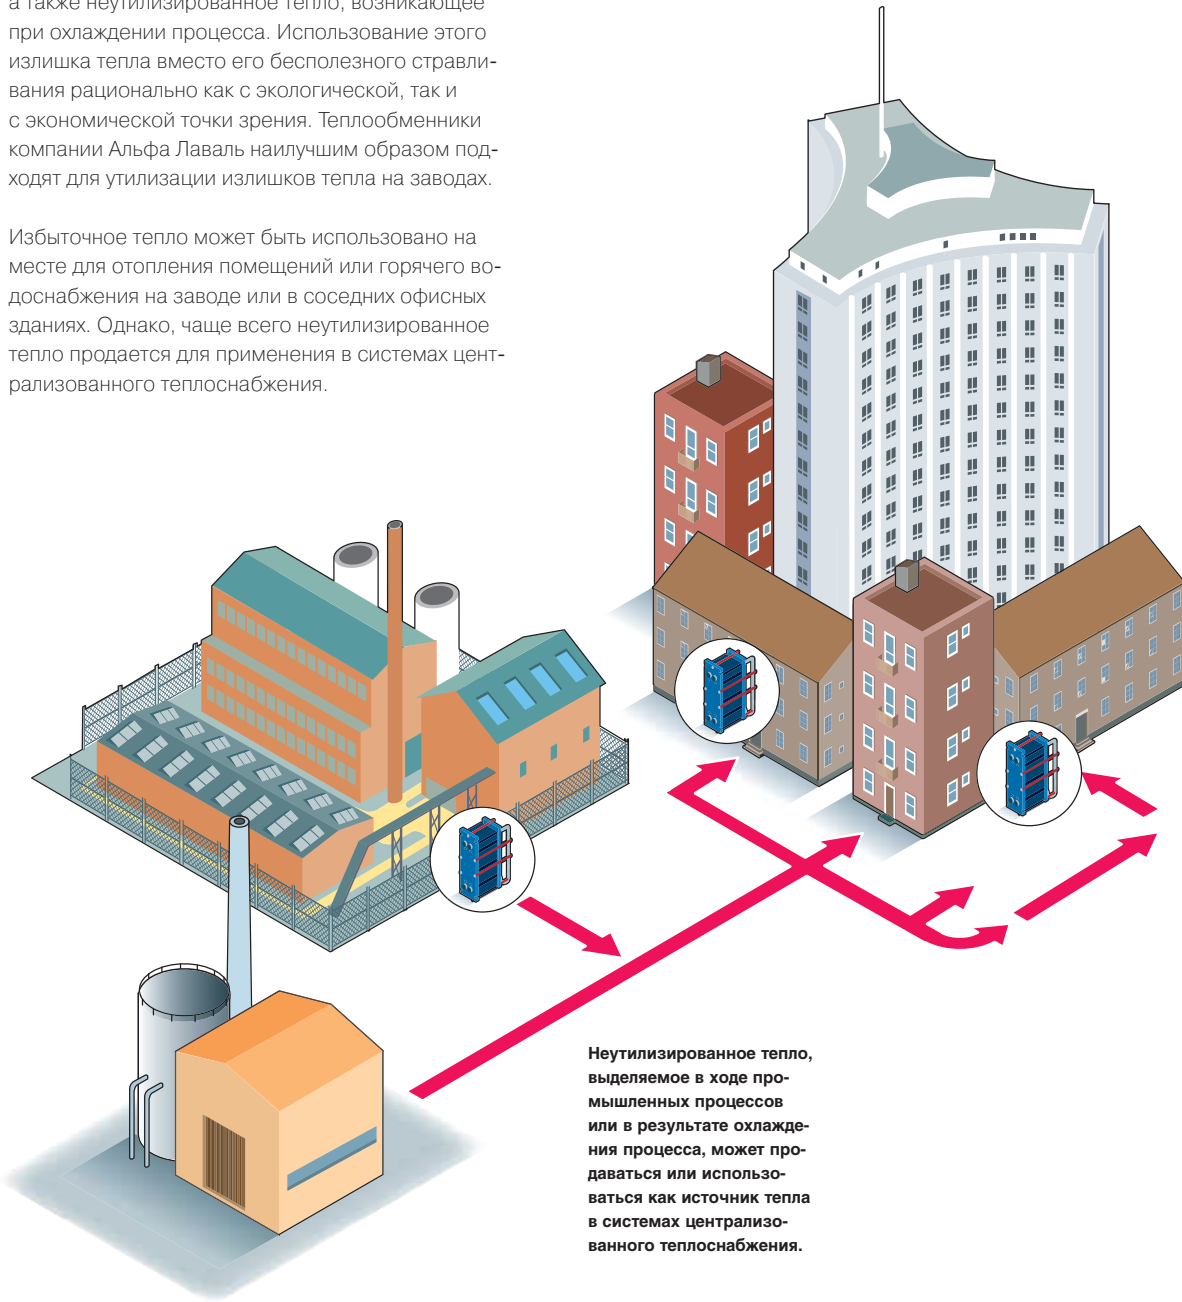 а также неутилизированное тепло, возникающее
при охлаждении процесса. Использование этого
излишка тепла вместо его бесполезного стравли-
вания рационально как с экологической, так и
с экономической точки зрения. Теплообменники
компании Альфа Лаваль наилучшим образом под-
ходят для утилизации излишков тепла на заводах.
Избыточное тепло может быть использовано на
месте для отопления помещений или горячего во-
доснабжения на заводе или в соседних офисных
зданиях. Однако, чаще всего неутилизированное
тепло продается для применения в системах цент-
рализованного теплоснабжения.
Неутилизированное тепло,
выделяемое в ходе про-
мышленных процессов
или в результате охлажде-
ния процесса, может про-
даваться или использо-
ваться как источник тепла
в системах централизо-
ванного теплоснабжения.